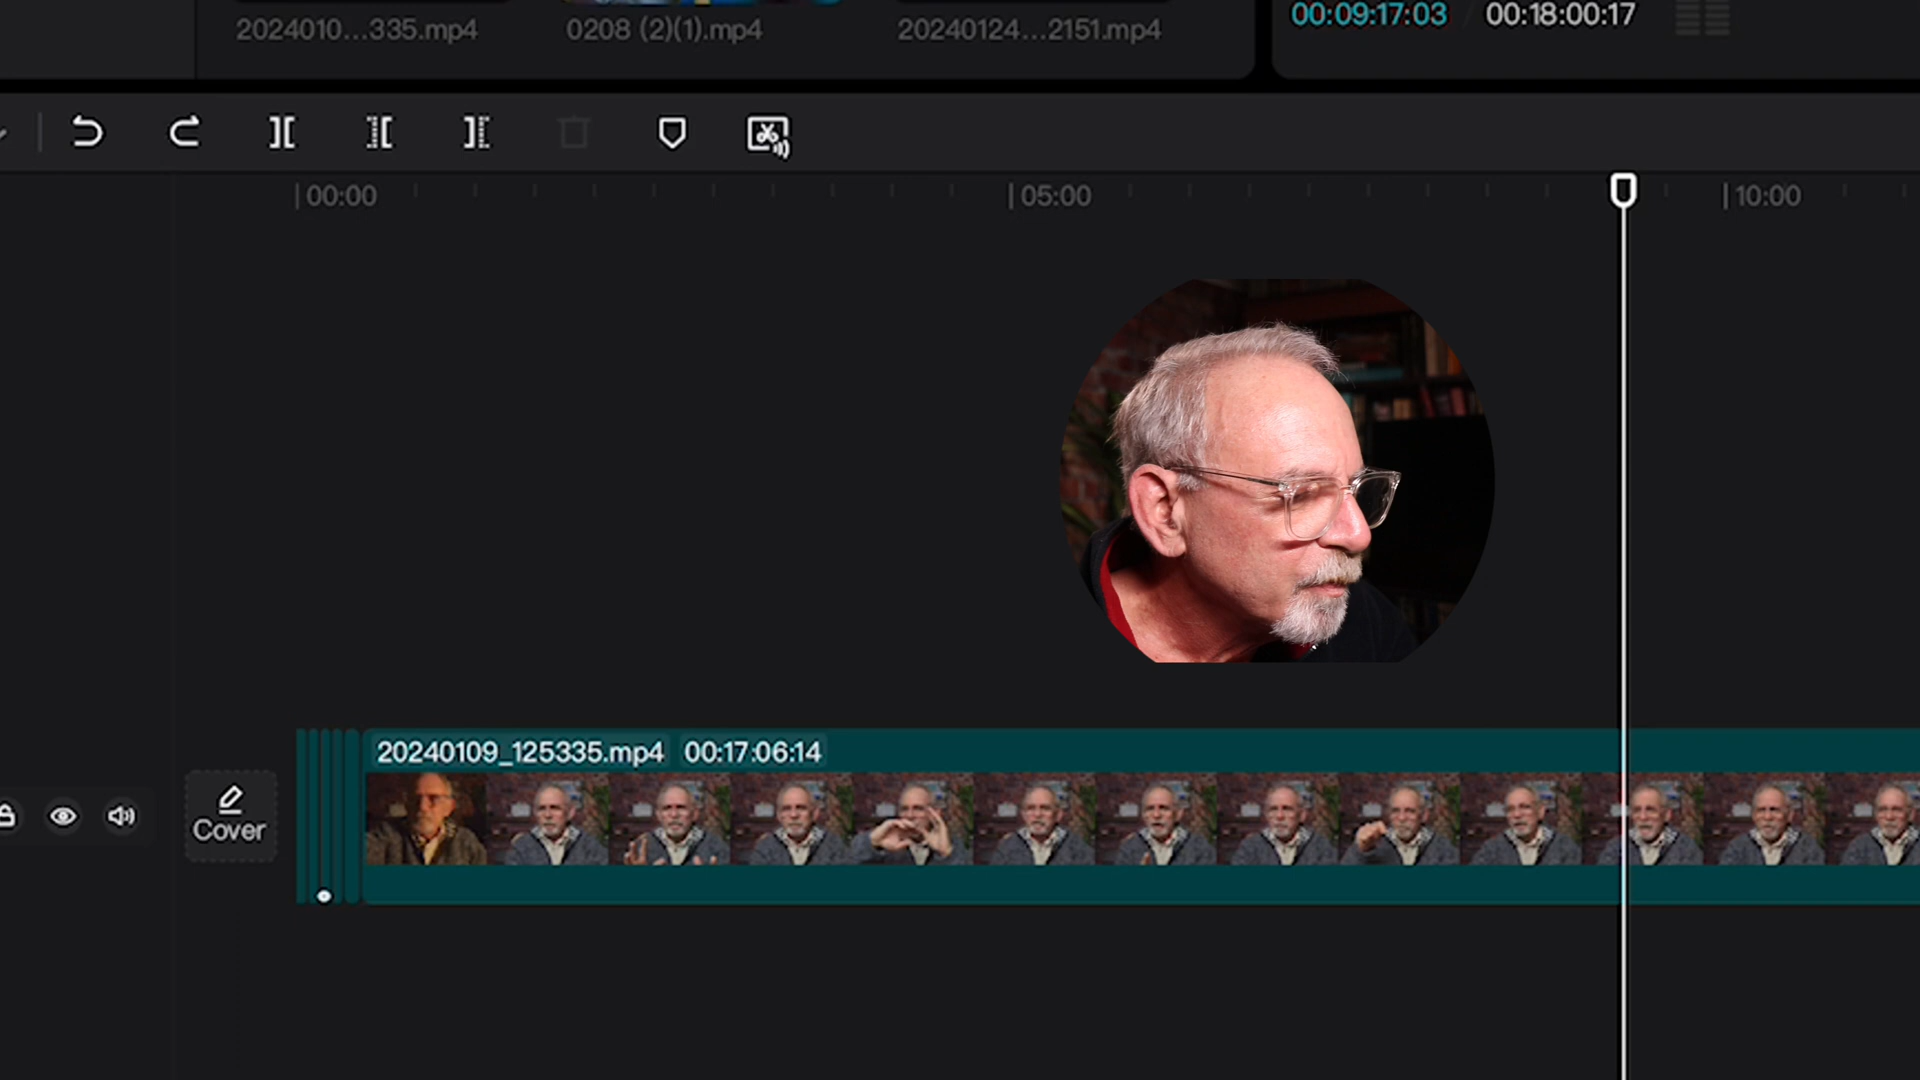 2024010...335.mp4
0208 (2)(1).mp4
20240124...2151.mp4
00:09:17:03 / 00:18:00:17
00:00
05:00
10:00
20240109_125335.mp4 00:17:06:14
Cover